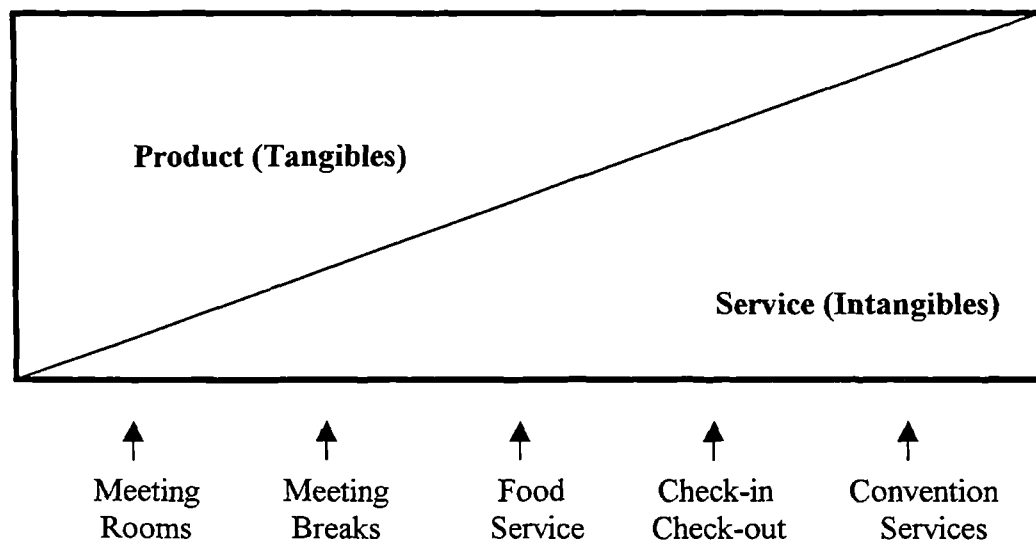 Product (Tangibles)
Service (Intangibles)
Meeting Meeting Food Check-in Convention
Rooms Breaks Service Check-out Services